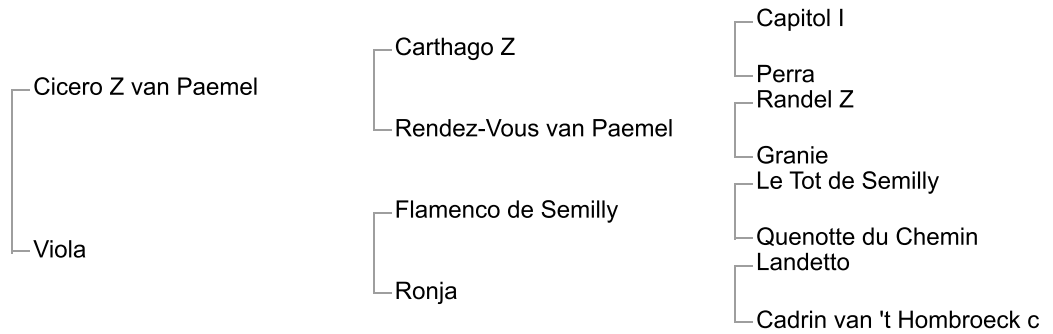 Capitol I
Carthago Z
Perra
Cicero Z van Paemel
Randel Z
Rendez-Vous van Paemel
Granie
Le Tot de Semilly
Flamenco de Semilly
Quenotte du Chemin
Viola
Landetto
Ronja
Cadrin van 't Hombroeck c